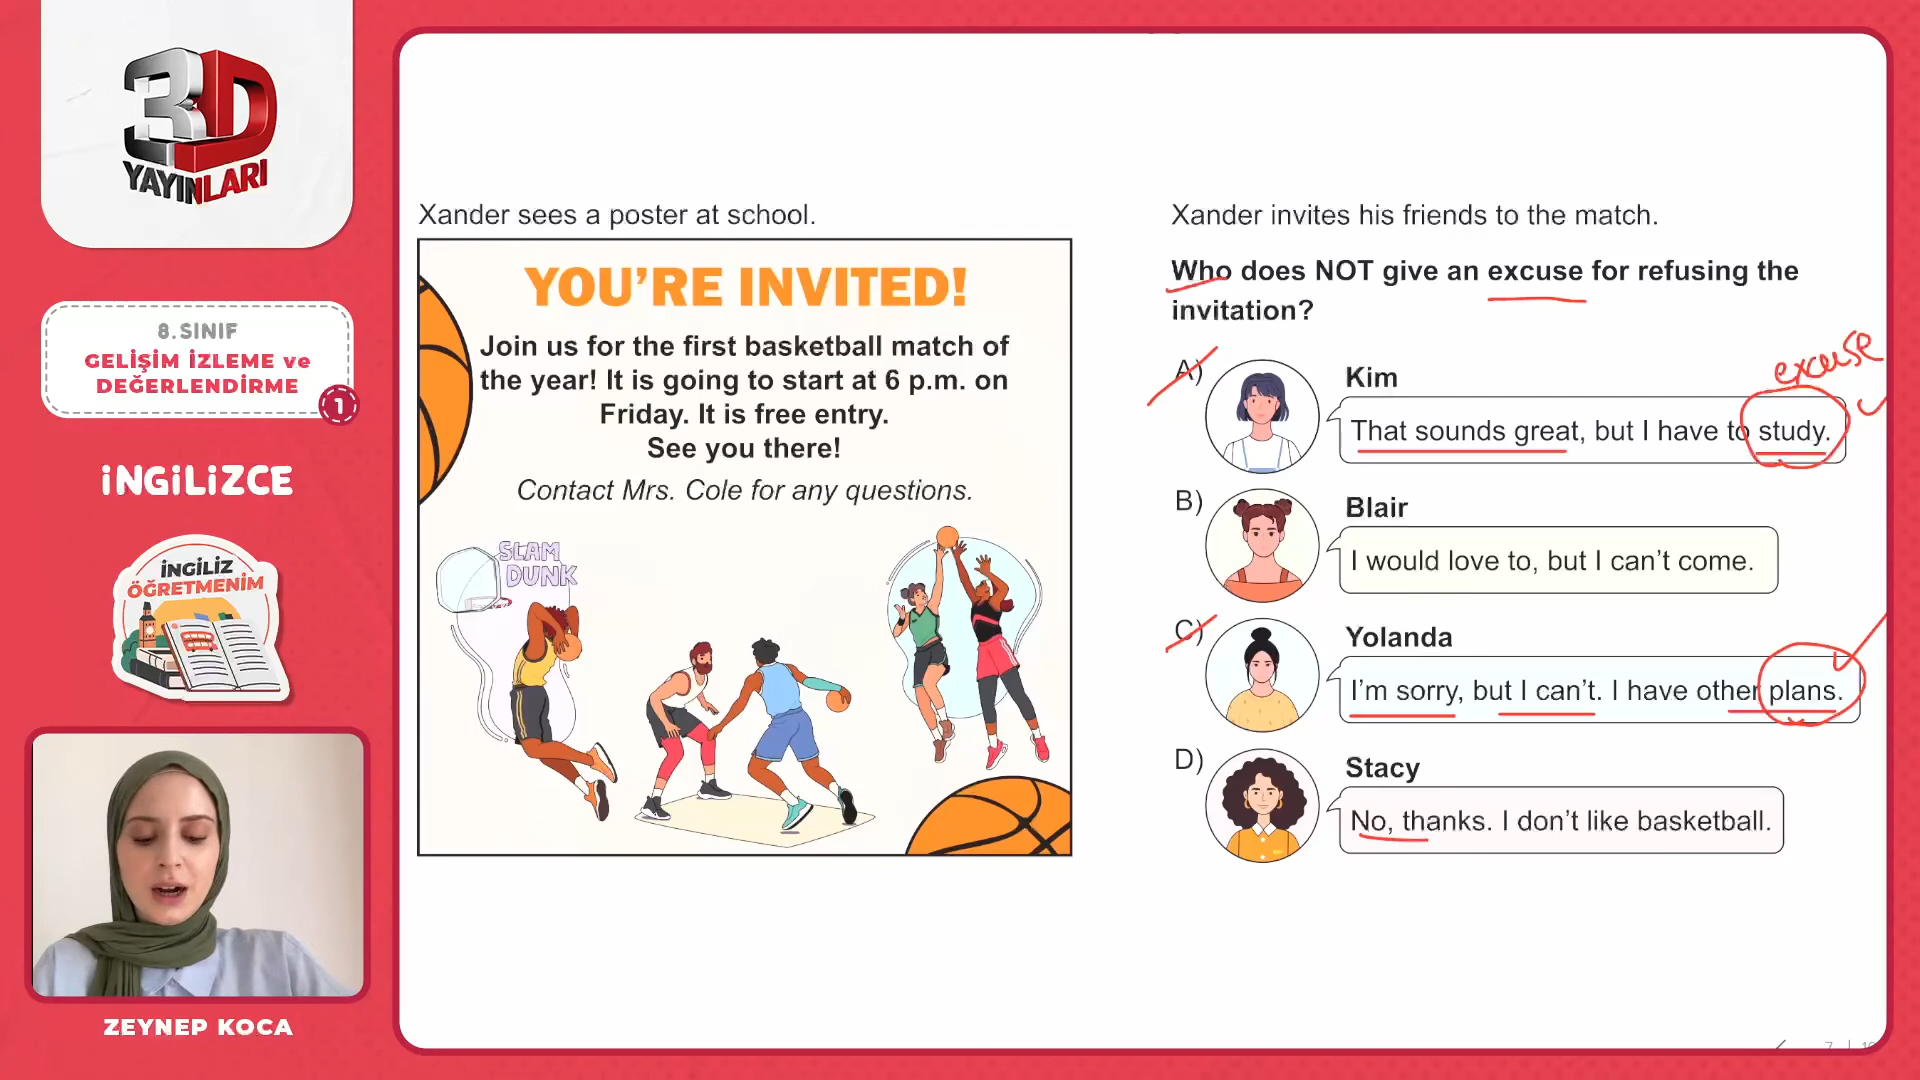 3D
YAYINLARI
8.SINIF
GELİŞİM İZLEME ve
DEĞERLENDİRME
1
İNGİLİZCE
İNGİLİZ
ÖĞRETMENİM
ZEYNEP KOCA
Xander sees a poster at school.
YOU'RE INVITED!
Join us for the first basketball match of
the year! It is going to start at 6 p.m. on
Friday. It is free entry.
See you there!
Contact Mrs. Cole for any questions.
SLAM
DUNK
Xander invites his friends to the match.
Who does NOT give an excuse for refusing the
invitation?
excuse
A)
Kim
That sounds great, but I have to study.
B)
Blair
I would love to, but I can't come.
C)
Yolanda
I'm sorry, but I can't. I have other plans.
D)
Stacy
No, thanks. I don't like basketball.